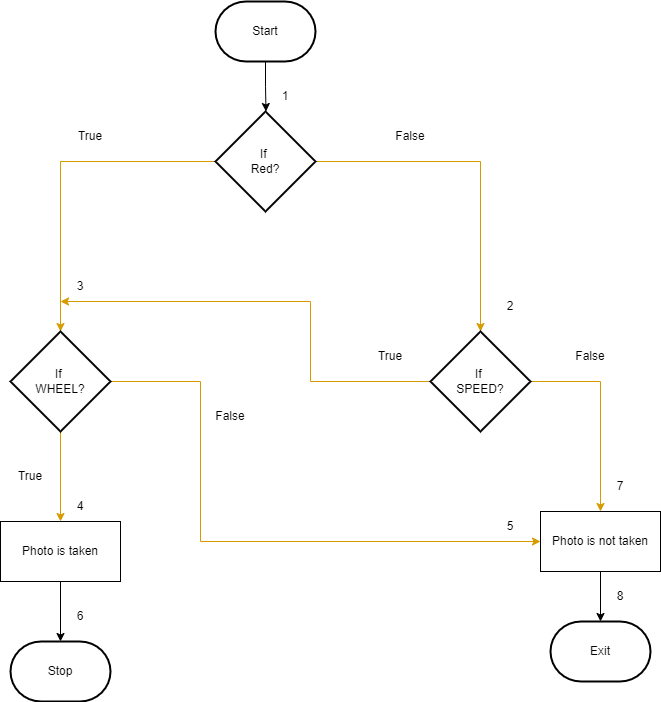 Start
1
True
False
If
Red?
3
2
True
False
If
WHEEL?
If
SPEED?
False
True
4
7
5
Photo is taken
Photo is not taken
6
8
Stop
Exit